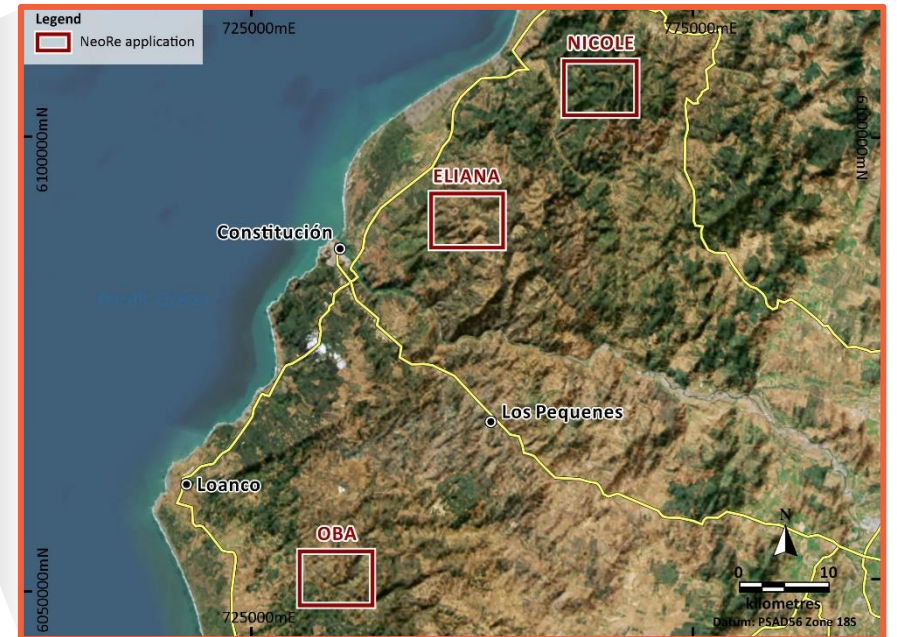 Legend
NeoRe application
725000mE
775000mE
NICOLE
6100000mN
6100000mN
ELIANA
Constitución
Los Pequenes
Loanco
OBA
6050000mN
725000mE
N
0 10
kilometres
Datum: PSAD56 Zone 18S